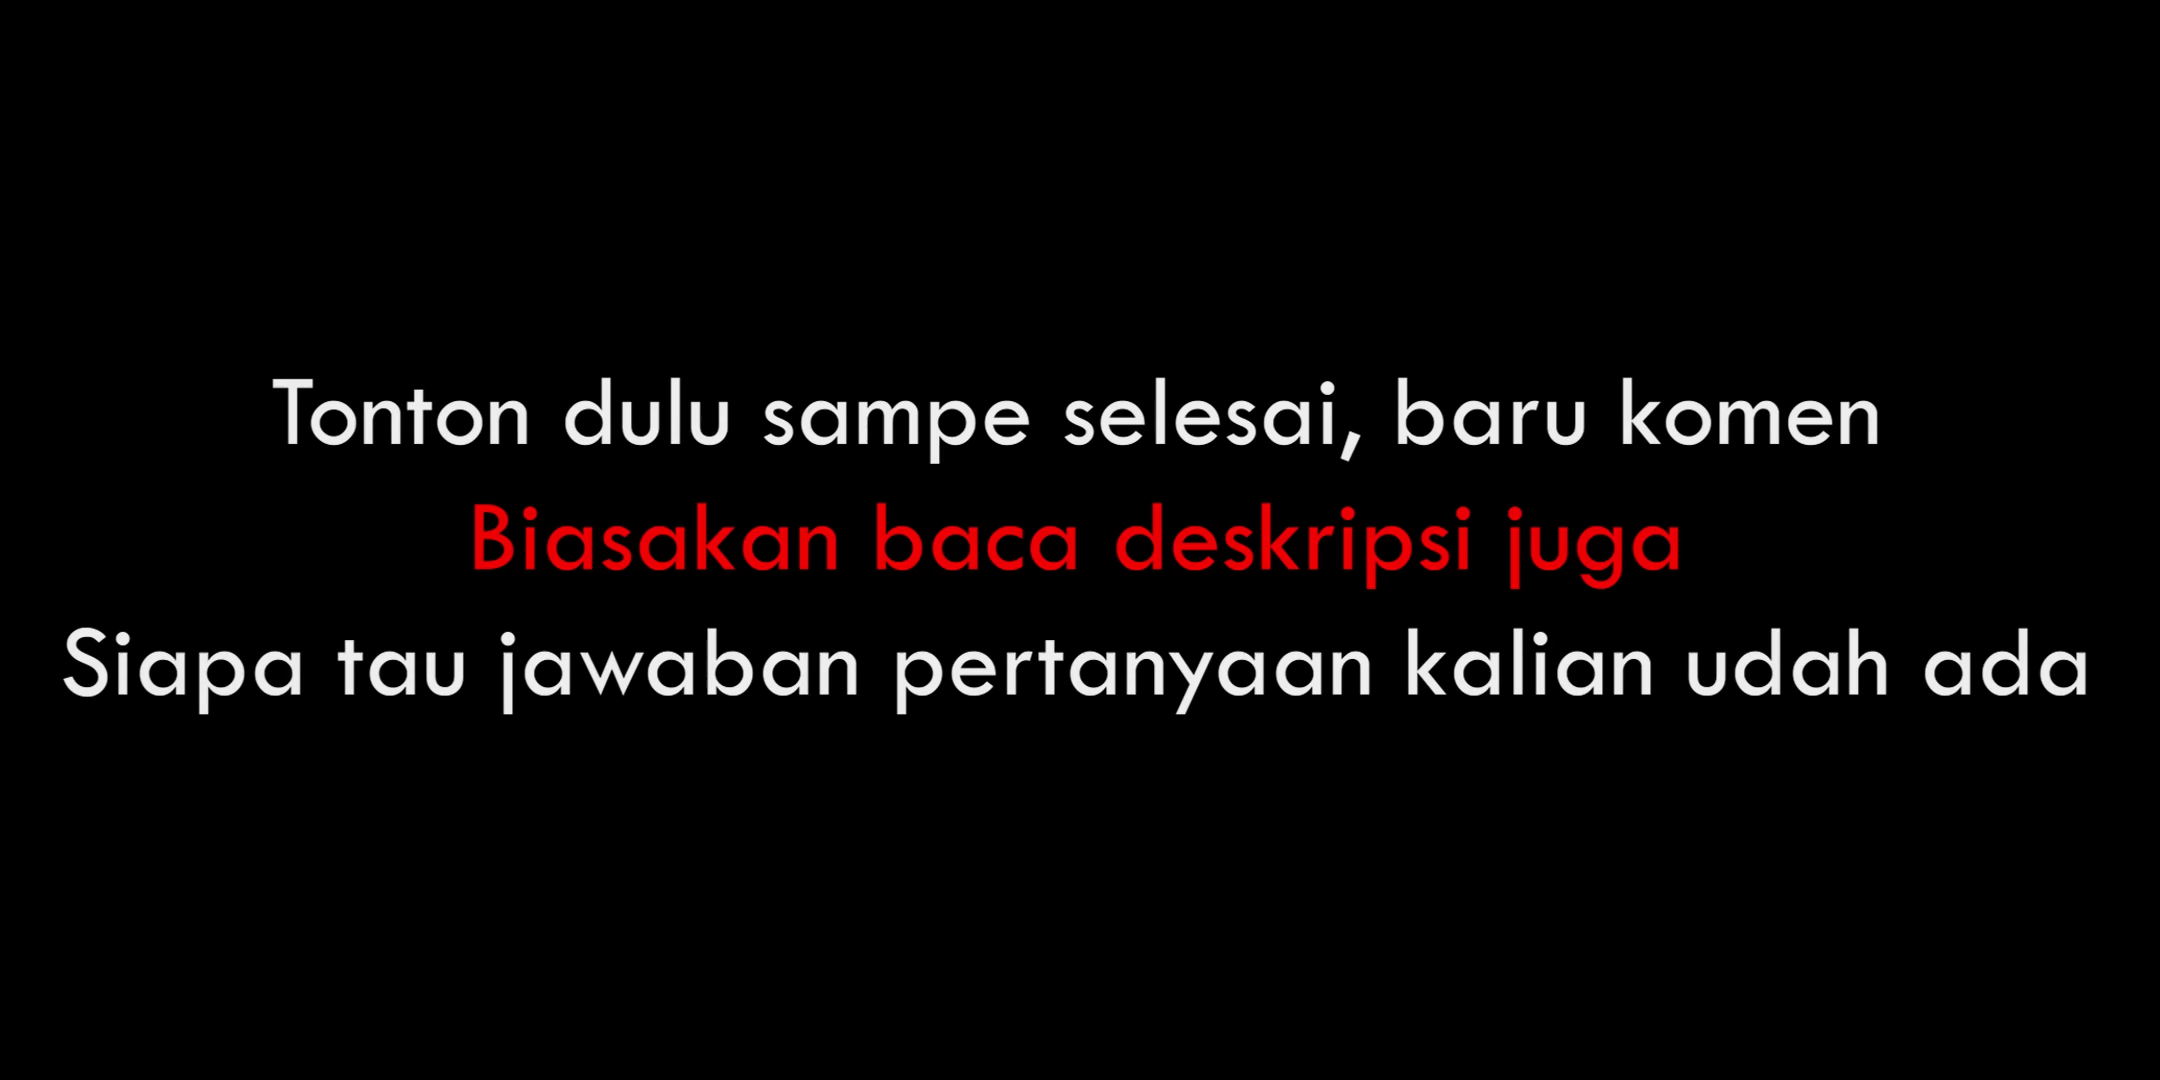 Tonton dulu sampe selesai, baru komen
Biasakan baca deskripsi juga
Siapa tau jawaban pertanyaan kalian udah ada